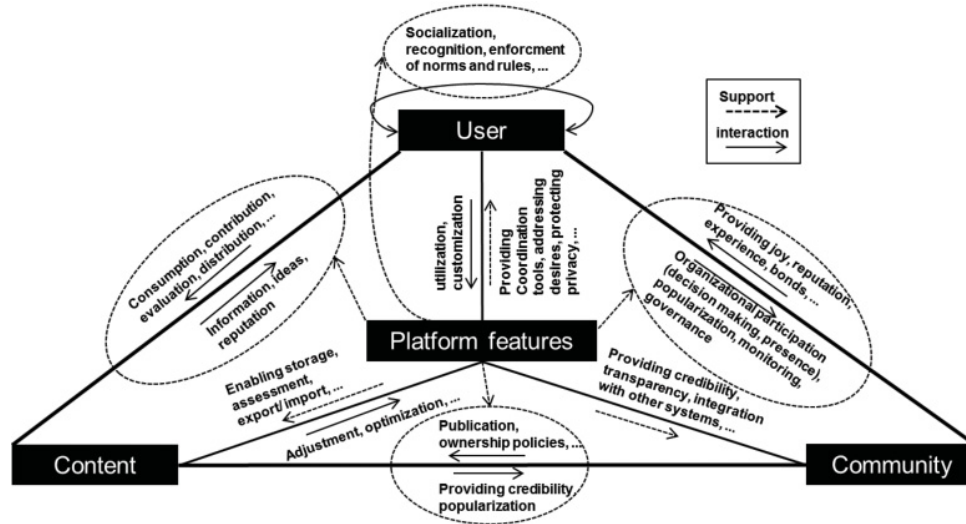 Socialization,
recognition, enforcment
of norms and rules, ...
Support
interaction
User
Consumption, contribution,
evaluation, distribution, ...
Information, ideas,
reputation
utilization,
customization
Providing
Coordination
tools, addressing
desires, protecting
privacy, ...
Providing joy, reputation,
experience, bonds, ...
Organizational participation
(decision making, presence),
popularization, monitoring,
governance
Platform features
Enabling storage,
assessment,
export/ import, ...
Adjustment, optimization, ...
Providing credibility,
transparency, integration
with other systems, ...
Publication,
ownership policies, ...
Providing credibility
popularization
Content
Community